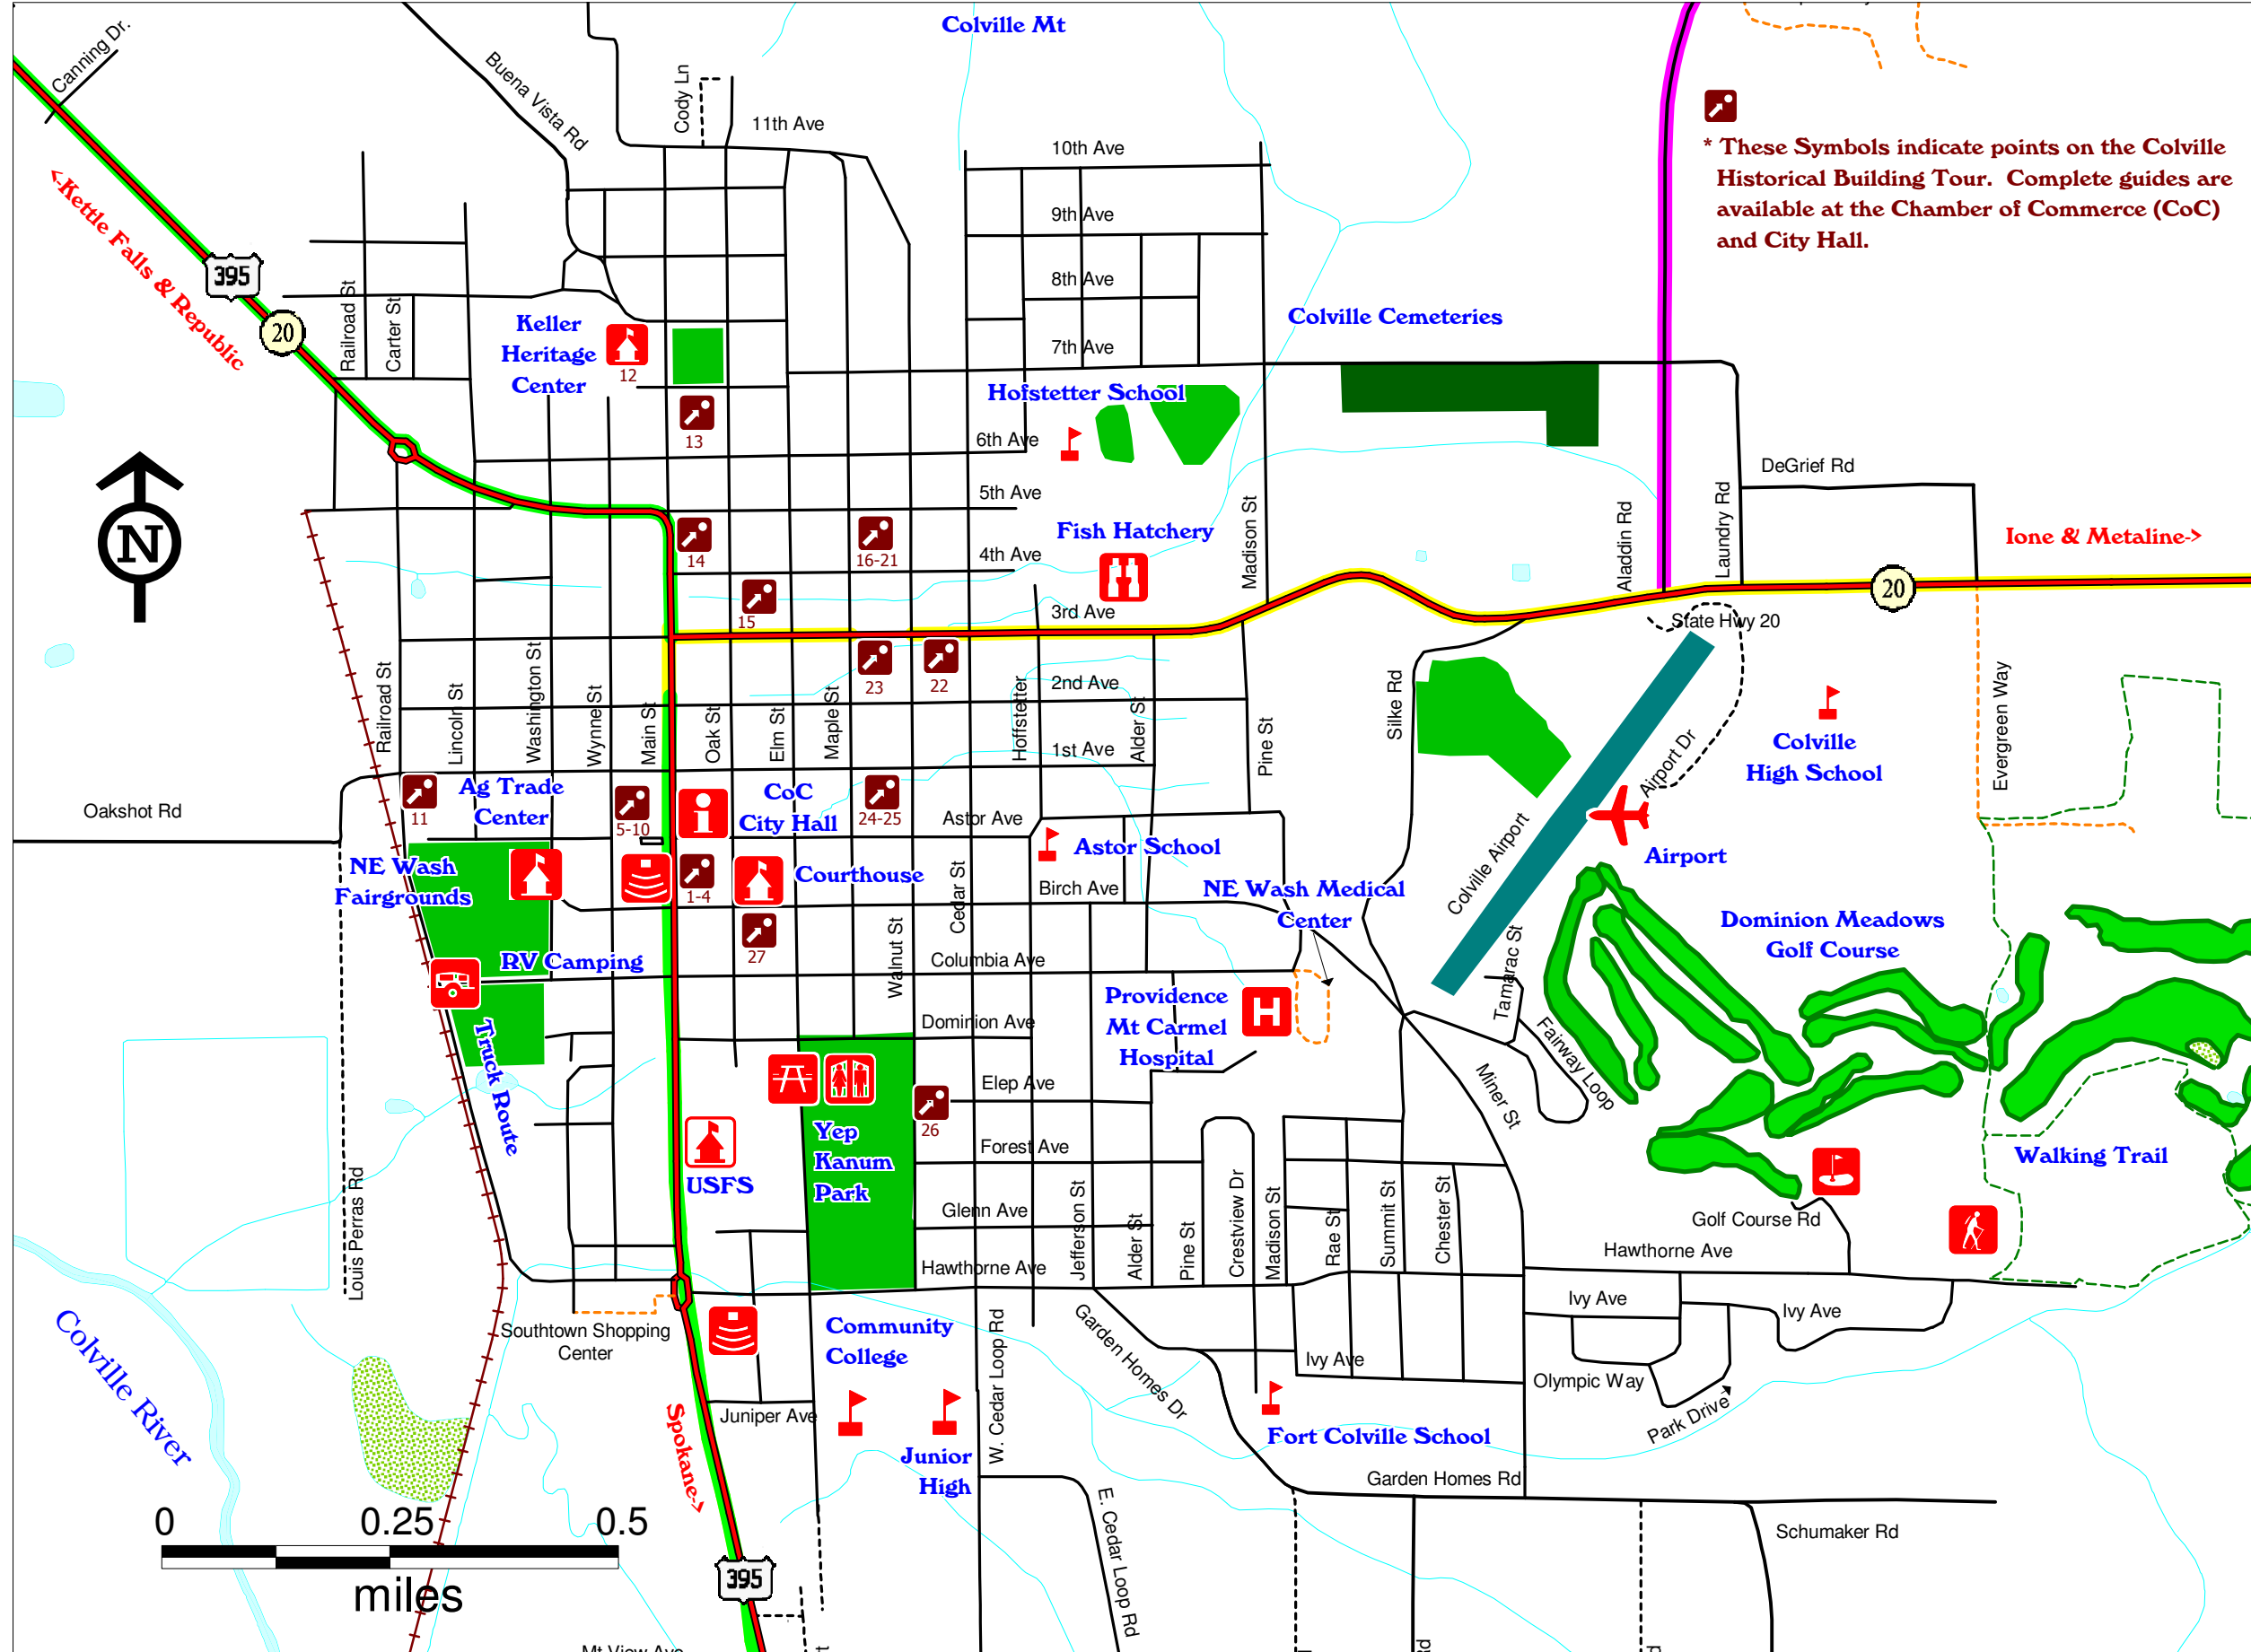 Colville Mt
Canning Dr.
Buena Vista Rd
Cody Ln
11th Ave
10th Ave
* These Symbols indicate points on the Colville
Historical Building Tour. Complete guides are
available at the Chamber of Commerce (CoC)
and City Hall.
<-Kettle Falls & Republic
9th Ave
395
8th Ave
20
Railroad St
Carter St
Keller
Heritage
Center
12
Colville Cemeteries
7th Ave
Hofstetter School
13
6th Ave
DeGrief Rd
5th Ave
Madison St
Aladdin Rd
Laundry Rd
N
14
16-21
Fish Hatchery
4th Ave
Ione & Metaline->
20
15
3rd Ave
State Hwy 20
23
22
2nd Ave
Railroad St
Lincoln St
Washington St
Wynne St
Main St
Oak St
Elm St
Maple St
Hoffstetter
Alder St
Pine St
Silke Rd
Evergreen Way
1st Ave
Airport Dr
Colville
High School
Oakshot Rd
11
Ag Trade
Center
5-10
CoC
City Hall
24-25
Astor Ave
Colville Airport
Airport
NE Wash
Fairgrounds
1-4
Courthouse
Astor School
Birch Ave
Cedar St
NE Wash Medical
Center
Dominion Meadows
Golf Course
27
Walnut St
RV Camping
Columbia Ave
Tamarac St
Providence
Mt Carmel
Hospital
H
Dominion Ave
Truck Route
Fairway Loop
Miner St
Elep Ave
26
Yep
Kanum
Park
Forest Ave
USFS
Walking Trail
Louis Perras Rd
Glenn Ave
Jefferson St
Alder St
Pine St
Crestview Dr
Madison St
Rae St
Summit St
Chester St
Golf Course Rd
Hawthorne Ave
Hawthorne Ave
Ivy Ave
Ivy Ave
Colville River
Southtown Shopping
Center
Community
College
W. Cedar Loop Rd
Garden Homes Dr
Ivy Ave
Olympic Way
Park Drive
Juniper Ave
Spokane->
Junior
High
Fort Colville School
Garden Homes Rd
E. Cedar Loop Rd
Schumaker Rd
0 0.25 0.5
miles
395
Mt View Ave